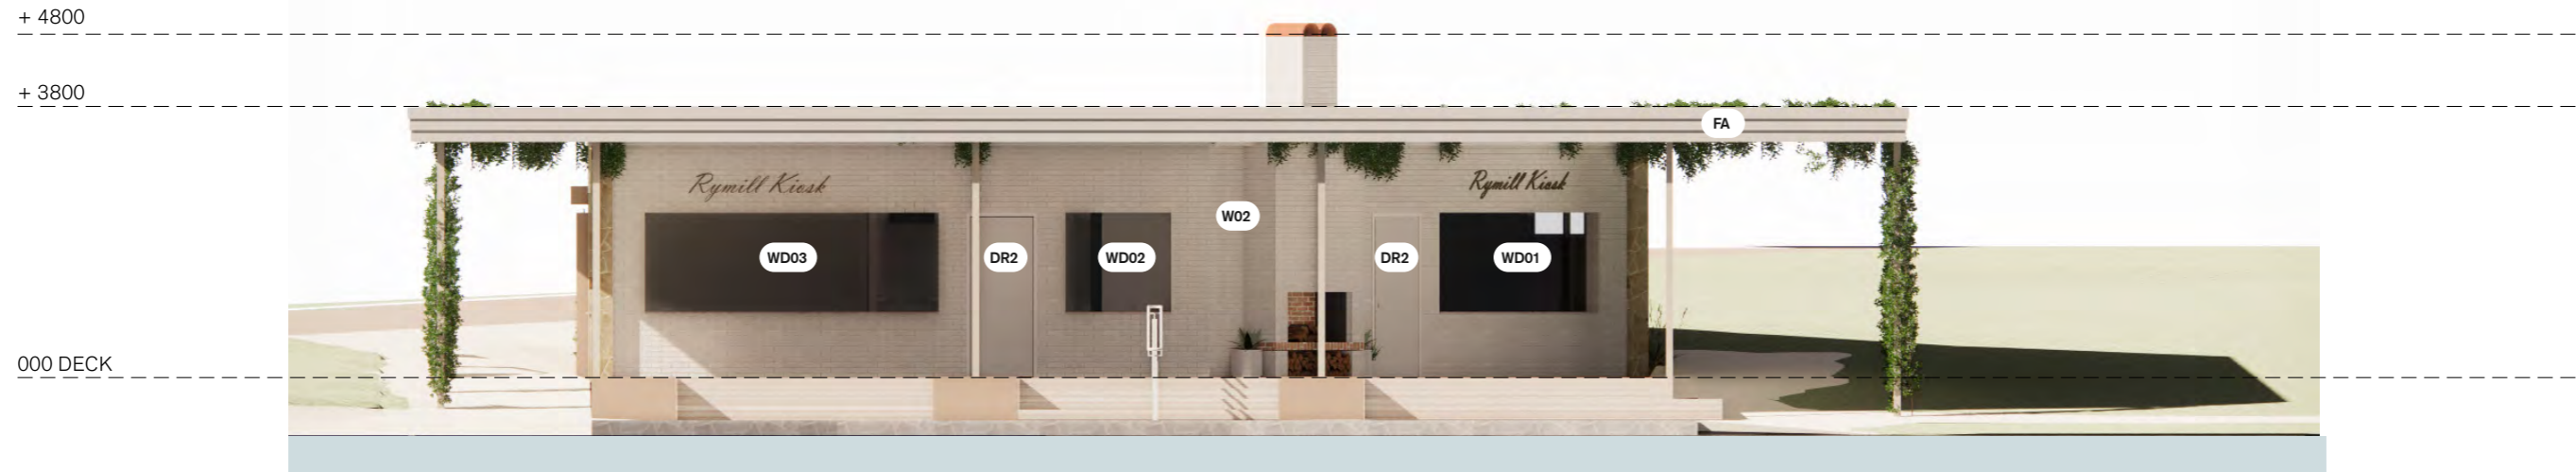 + 4800
+ 3800
FA
Rymill Kiosk
Rymill Kiosk
W02
WD03
DR2
WD02
DR2
WD01
000 DECK